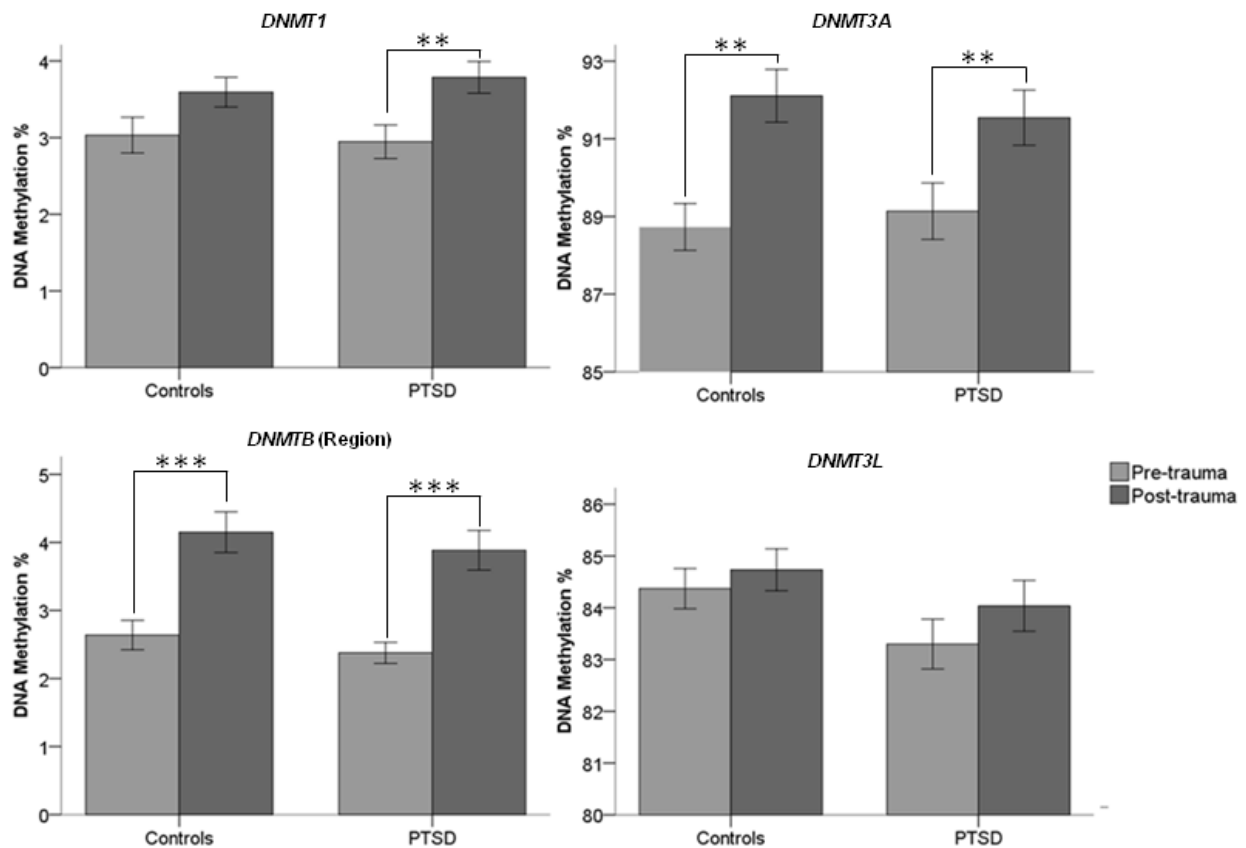 DNMT1
**
4
3
2
1
0
DNA Methylation %
Controls
PTSD
DNMT3A
**
**
93
91
89
87
85
DNA Methylation %
Controls
PTSD
DNMTB (Region)
***
***
5
4
3
2
1
0
DNA Methylation %
Controls
PTSD
DNMT3L
86
85
84
83
82
81
80
DNA Methylation %
Controls
PTSD
Pre-trauma
Post-trauma